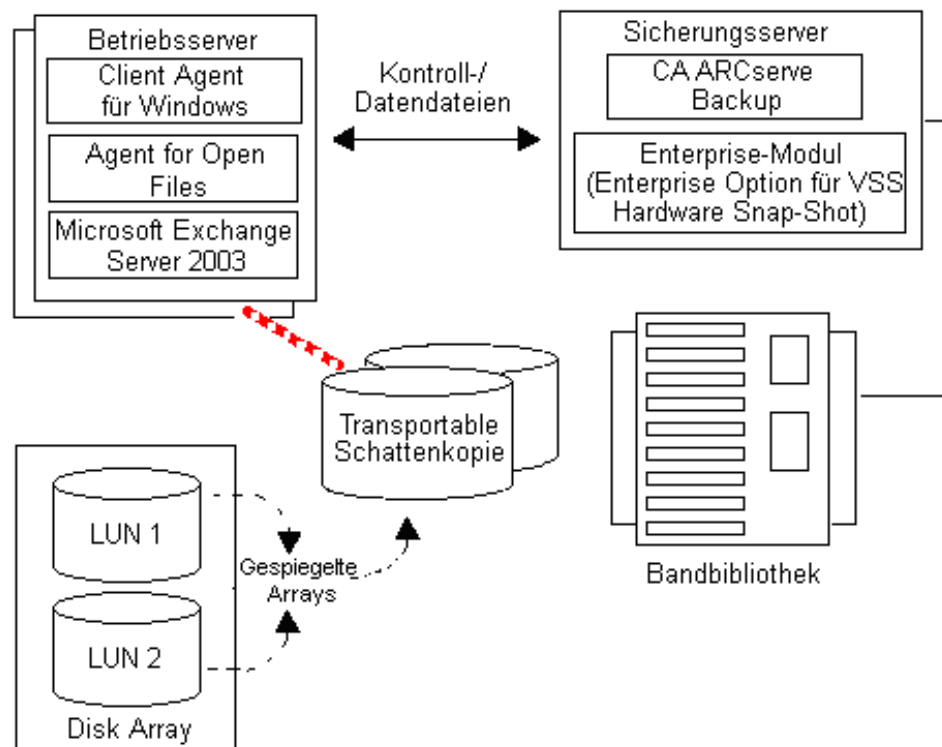 Betriebsserver
Client Agent
für Windows
Agent for Open
Files
Microsoft Exchange
Server 2003
Kontroll-/
Datendateien
Sicherungsserver
CA ARCserve
Backup
Enterprise-Modul
(Enterprise Option für VSS
Hardware Snap-Shot)
Transportable
Schattenkopie
LUN 1
LUN 2
Gespiegelte
Arrays
Disk Array
Bandbibliothek